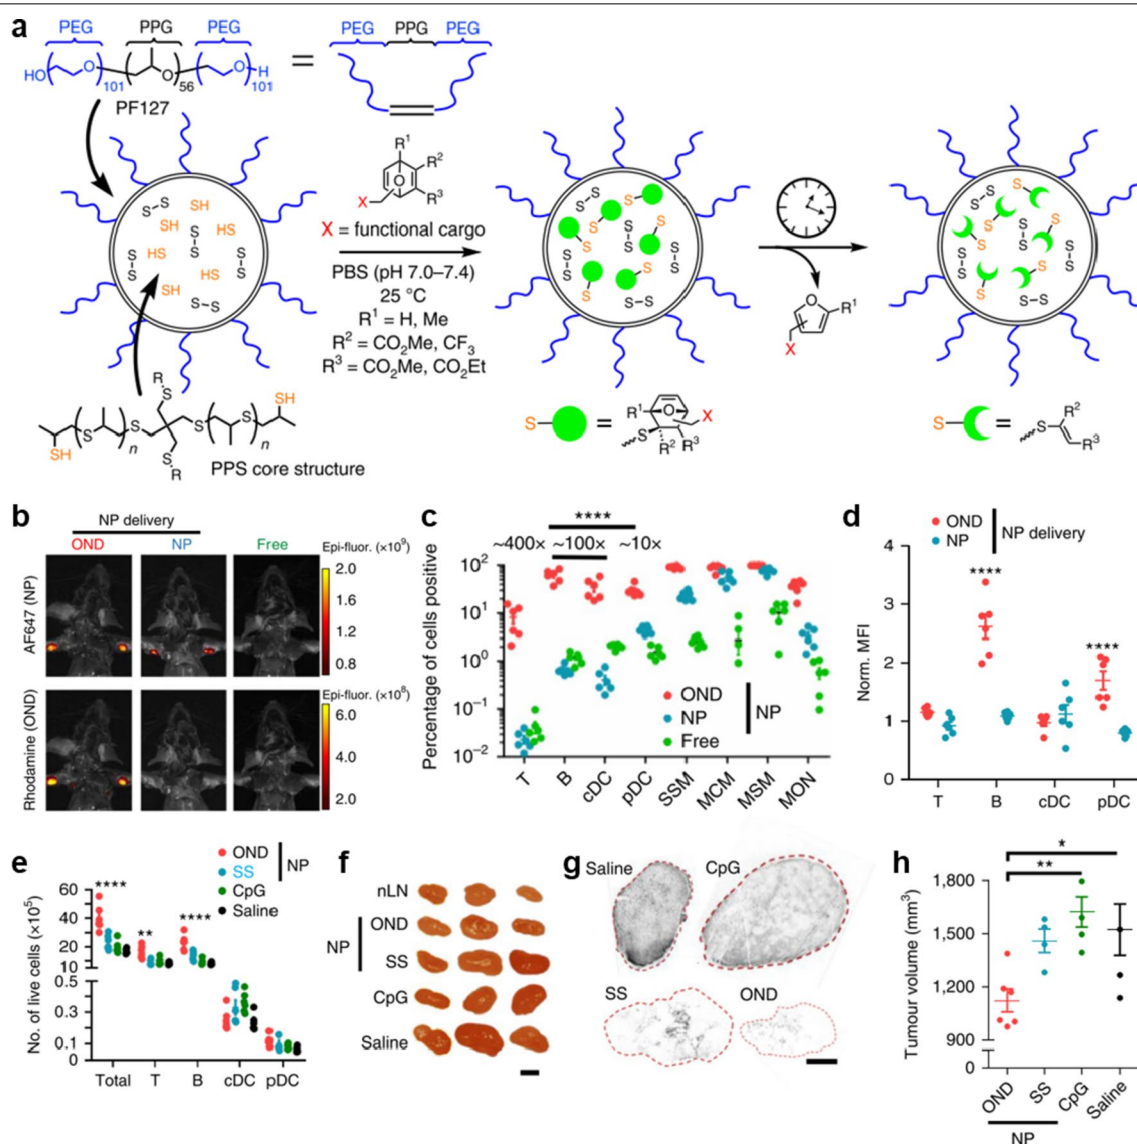 a
PEG PPG PEG
HO O 101 O 56 O H 101
PF127
=
PEG PPG PEG
SH
S–S
SH
HS
HS
S
S
S
S
S
S
HS
SH
S–S
R¹
R²
O
R³
X
X = functional cargo
PBS (pH 7.0–7.4)
25 °C
R¹ = H, Me
R² = CO₂Me, CF₃
R³ = CO₂Me, CO₂Et
O
R¹
X
R
S
SH
S
n
S
S
S
n
SH
S
R
PPS core structure
S
=
R¹
O
X
S
R²
R³
S
=
S
R²
R³
b
NP delivery
OND NP Free
AF647 (NP)
Epi-fluor. (×10⁹)
2.0
1.6
1.2
0.8
Rhodamine (OND)
Epi-fluor. (×10⁸)
6.0
4.0
2.0
c
****
~400× ~100× ~10×
Percentage of cells positive
10²
10¹
10⁰
10⁻¹
10⁻²
OND
NP
Free
NP
T B cDC pDC SSM MCM MSM MON
d
OND
NP
NP delivery
Norm. MFI
4
3
2
1
0
****
****
T B cDC pDC
e
OND
SS
CpG
Saline
NP
No. of live cells (×10⁵)
60
40
20
10
0.5
0.3
0.1
0
****
**
****
Total T B cDC pDC
f
nLN
NP
OND
SS
CpG
Saline
g
Saline CpG
SS OND
h
*
**
Tumour volume (mm³)
1,800
1,500
1,200
900
0
OND SS CpG Saline
NP